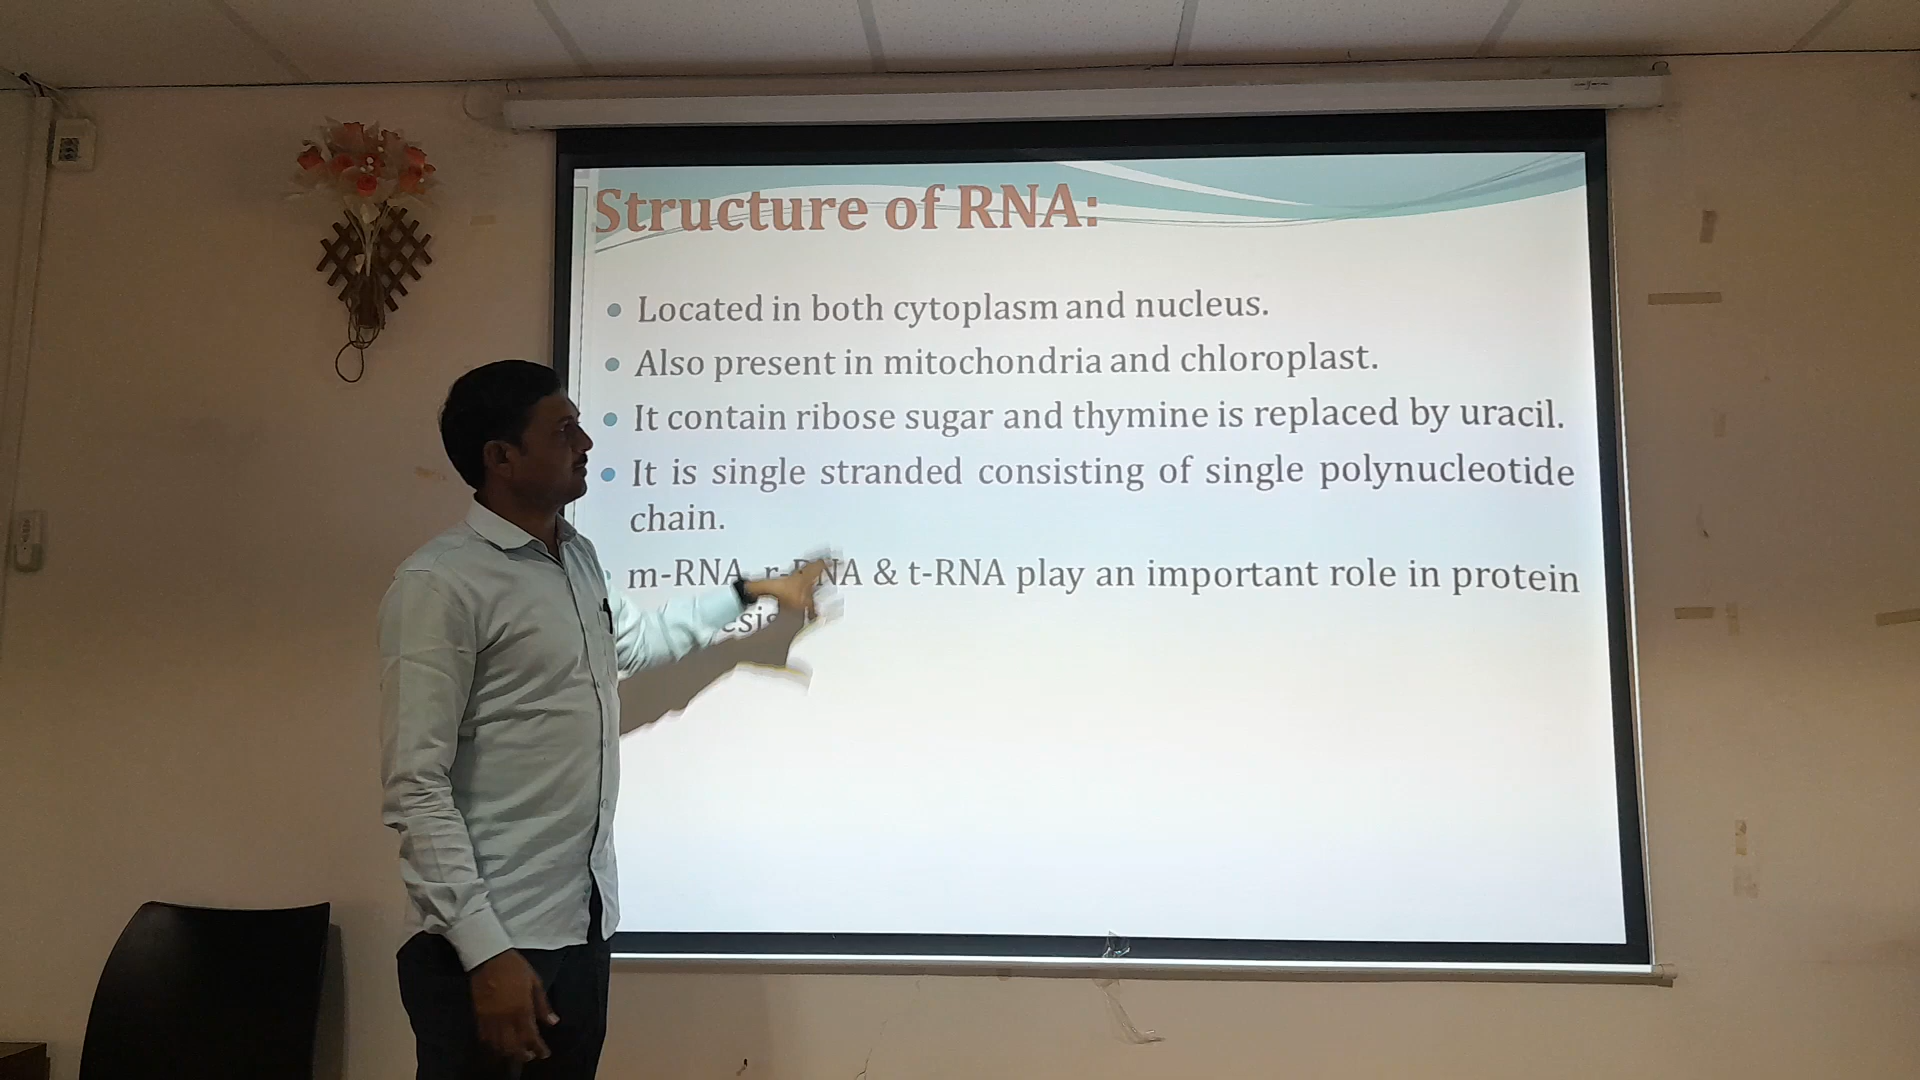 Structure of RNA:
Located in both cytoplasm and nucleus.
Also present in mitochondria and chloroplast.
It contain ribose sugar and thymine is replaced by uracil.
It is single stranded consisting of single polynucleotide
chain.
m-RNA, r-RNA & t-RNA play an important role in protein